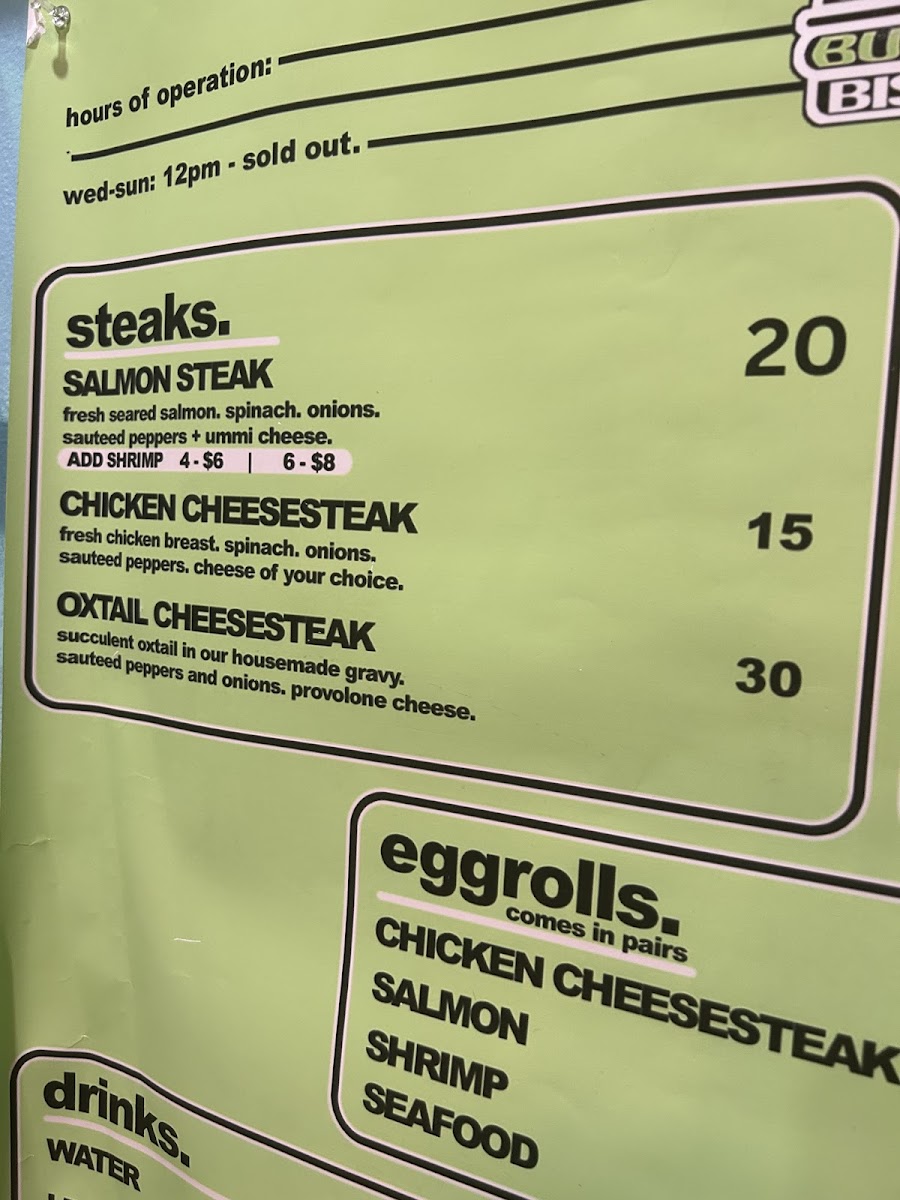 hours of operation:
wed-sun: 12pm - sold out.
steaks.
SALMON STEAK 20
fresh seared salmon. spinach. onions.
sauteed peppers + ummi cheese.
ADD SHRIMP 4 - $6 | 6 - $8
CHICKEN CHEESESTEAK 15
fresh chicken breast. spinach. onions.
sauteed peppers. cheese of your choice.
OXTAIL CHEESESTEAK 30
succulent oxtail in our housemade gravy.
sauteed peppers and onions. provolone cheese.
eggrolls.
comes in pairs
CHICKEN CHEESESTEAK
SALMON
SHRIMP
SEAFOOD
drinks.
WATER